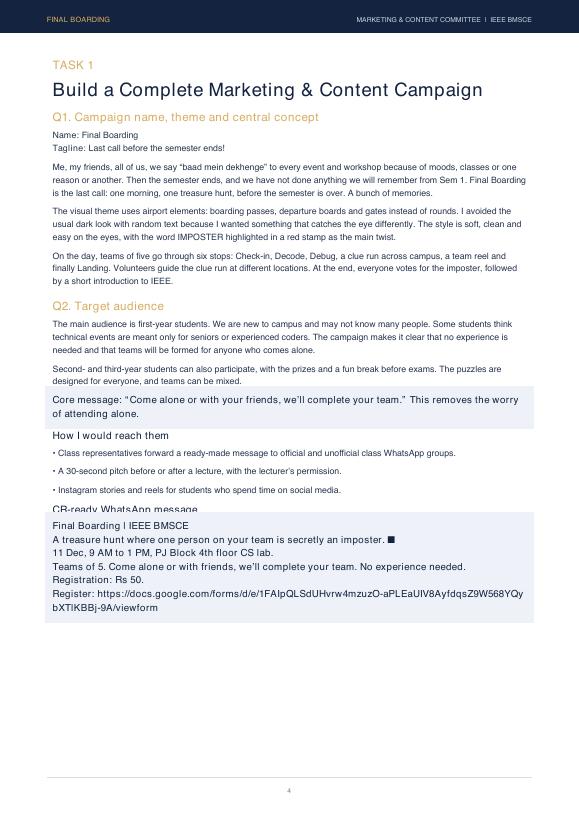 FINAL BOARDING
MARKETING & CONTENT COMMITTEE | IEEE BMSCE
TASK 1
Build a Complete Marketing & Content Campaign
Q1. Campaign name, theme and central concept
Name: Final Boarding
Tagline: Last call before the semester ends!
Me, my friends, all of us, we say “baad mein dekhenge” to every event and workshop because of moods, classes or one
reason or another. Then the semester ends, and we have not done anything we will remember from Sem 1. Final Boarding
is the last call: one morning, one treasure hunt, before the semester is over. A bunch of memories.
The visual theme uses airport elements: boarding passes, departure boards and gates instead of rounds. I avoided the
usual dark look with random text because I wanted something that catches the eye differently. The style is soft, clean and
easy on the eyes, with the word IMPOSTER highlighted in a red stamp as the main twist.
On the day, teams of five go through six stops: Check-in, Decode, Debug, a clue run across campus, a team reel and
finally Landing. Volunteers guide the clue run at different locations. At the end, everyone votes for the imposter, followed
by a short introduction to IEEE.
Q2. Target audience
The main audience is first-year students. We are new to campus and may not know many people. Some students think
technical events are meant only for seniors or experienced coders. The campaign makes it clear that no experience is
needed and that teams will be formed for anyone who comes alone.
Second- and third-year students can also participate, with the prizes and a fun break before exams. The puzzles are
designed for everyone, and teams can be mixed.
Core message: “Come alone or with your friends, we’ll complete your team.” This removes the worry
of attending alone.
How I would reach them
• Class representatives forward a ready-made message to official and unofficial class WhatsApp groups.
• A 30-second pitch before or after a lecture, with the lecturer’s permission.
• Instagram stories and reels for students who spend time on social media.
CR-ready WhatsApp message
Final Boarding | IEEE BMSCE
A treasure hunt where one person on your team is secretly an imposter. ■
11 Dec, 9 AM to 1 PM, PJ Block 4th floor CS lab.
Teams of 5. Come alone or with friends, we’ll complete your team. No experience needed.
Registration: Rs 50.
Register: https://docs.google.com/forms/d/e/1FAIpQLSdUHvrw4mzuzO-aPLEaUIV8AyfdqsZ9W568YQy
bXTlKBBj-9A/viewform
4